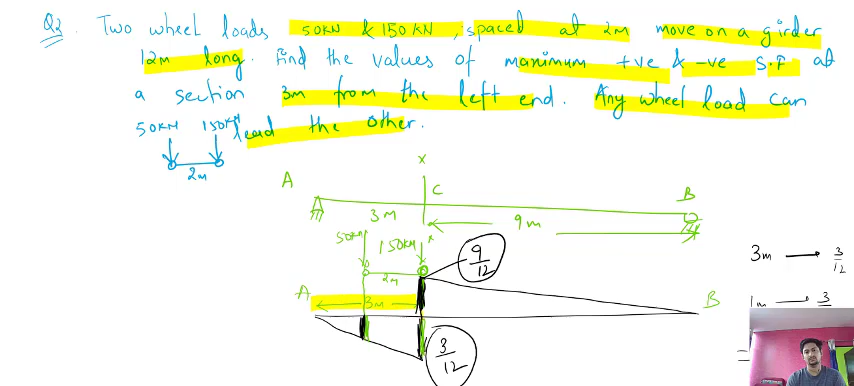 Q2. Two wheel loads 50KN & 150KN, spaced at 2m move on a girder
12m long. Find the values of maximum +ve & -ve S.F at
a section 3m from the left end. Any wheel load can
lead the other.
50KN 150KN
2m
X
A C B
3m 9m
50KN 150KN x
9/12
2m
3m → 3/12
A 3m B
1m → 3
3/12
=